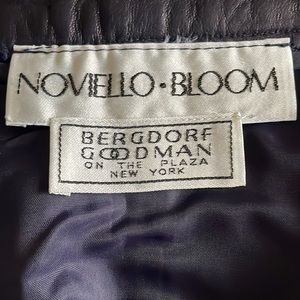 NOVIELLO • BLOOM
BERGDORF
GOODMAN
ON THE PLAZA
NEW YORK